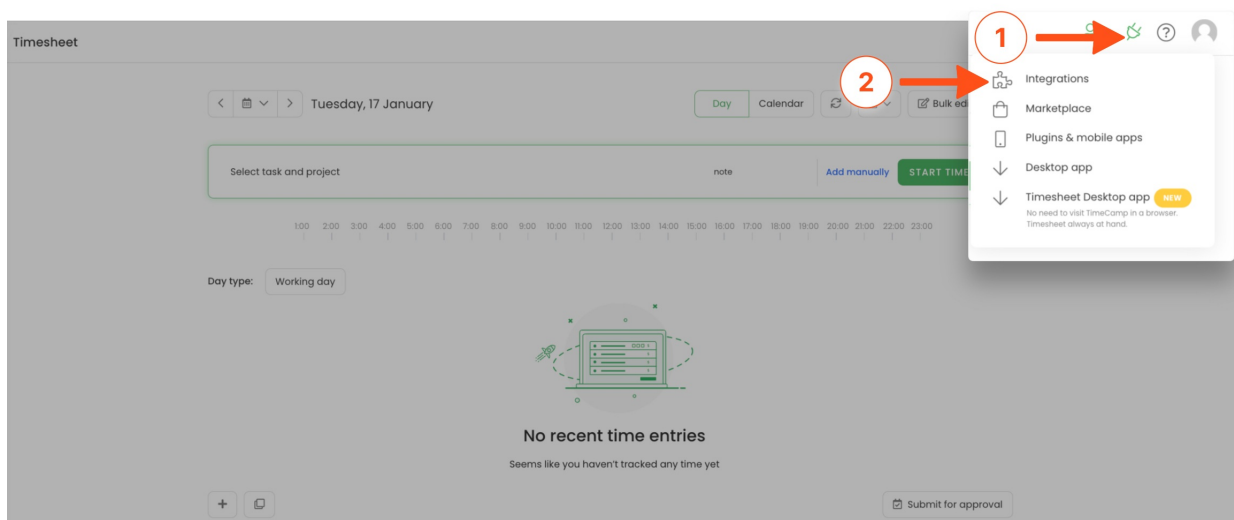 Timesheet
1
2
Integrations
Marketplace
Plugins & mobile apps
Desktop app
Timesheet Desktop app NEW
No need to visit TimeCamp in a browser.
Timesheet always at hand.
Tuesday, 17 January
Day Calendar
Bulk edi
Select task and project note Add manually START TIME
1:00 2:00 3:00 4:00 5:00 6:00 7:00 8:00 9:00 10:00 11:00 12:00 13:00 14:00 15:00 16:00 17:00 18:00 19:00 20:00 21:00 22:00 23:00
Day type: Working day
No recent time entries
Seems like you haven't tracked any time yet
Submit for approval